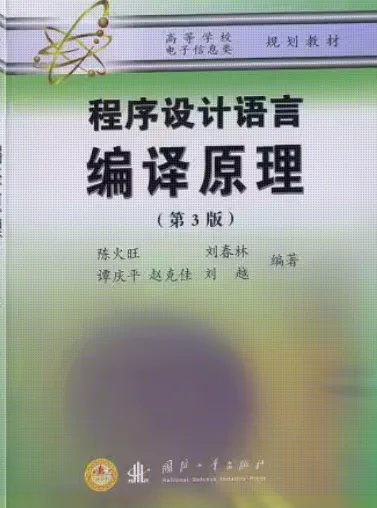 高等学校
电子信息类 规划教材
程序设计语言
编译原理
(第3版)
陈火旺 刘春林
谭庆平 赵克佳 刘越 编著
国防工业出版社
National Defence Industry Press